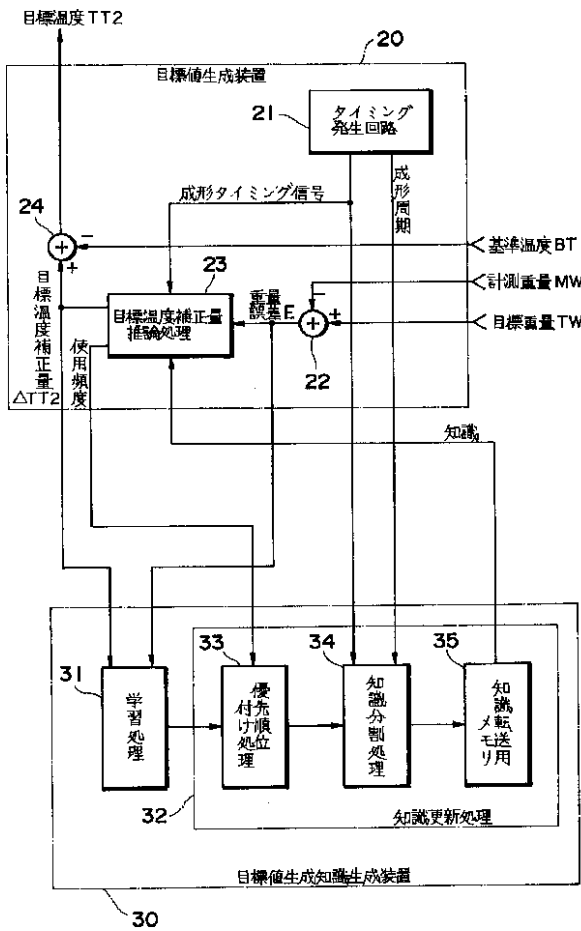 目標温度TT2
20
目標値生成装置
21
タイミング
発生回路
成形タイミング信号
成形周期
24
−
+
+
基準温度BT
23
計測重量MW
目標温度補正量
推論処理
重量
誤差E
−
+
+
目標重量TW
22
目標温度補正量
△TT2
使用頻度
知識
31
学習処理
33
優先順位
付け処理
34
知識分割処理
35
知識転送用
メモリ
32
知識更新処理
目標値生成知識生成装置
30